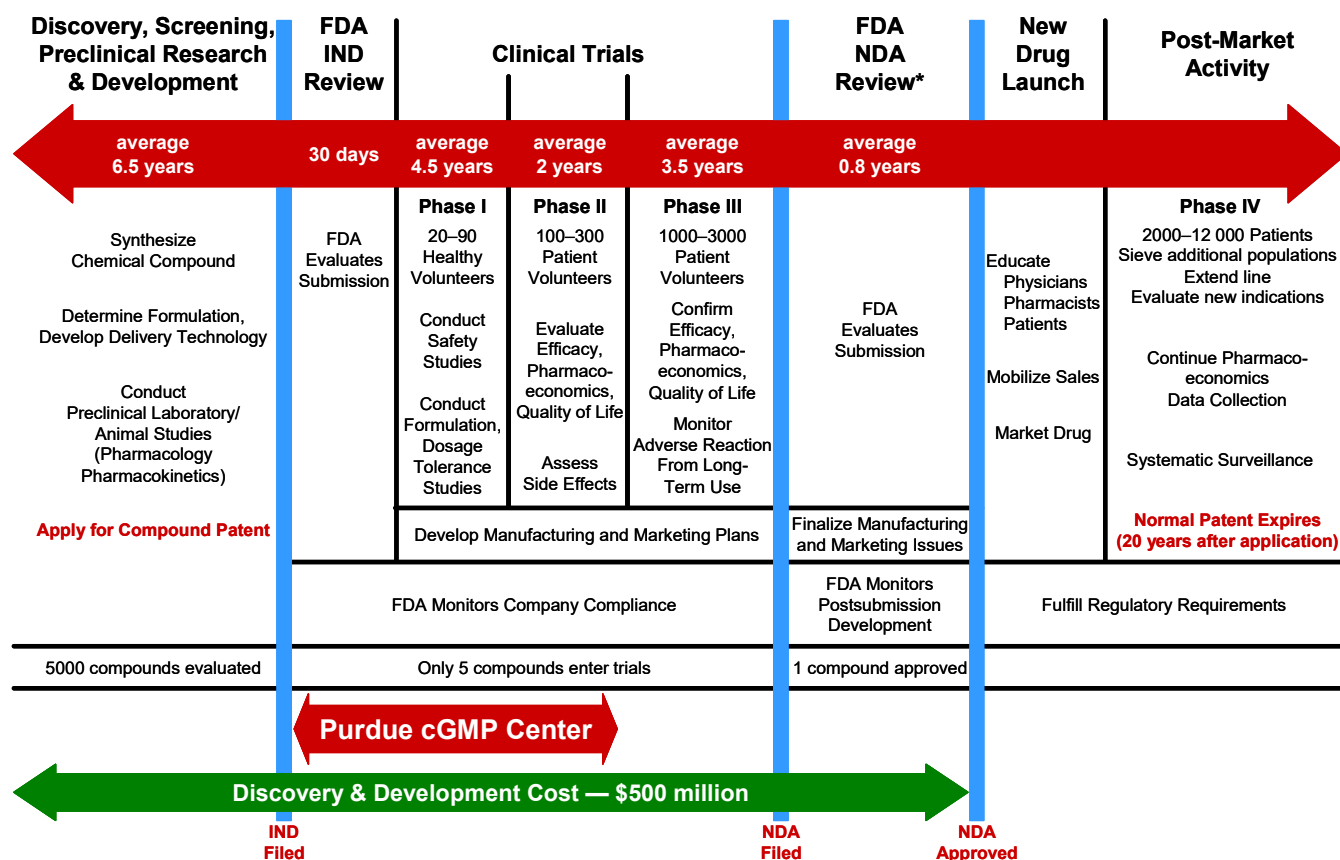 Discovery, Screening,
Preclinical Research
& Development
FDA
IND
Review
Clinical Trials
FDA
NDA
Review*
New
Drug
Launch
Post-Market
Activity
average
6.5 years
30 days
average
4.5 years
average
2 years
average
3.5 years
average
0.8 years
Synthesize
Chemical Compound
Determine Formulation,
Develop Delivery Technology
Conduct
Preclinical Laboratory/
Animal Studies
(Pharmacology
Pharmacokinetics)
Apply for Compound Patent
FDA
Evaluates
Submission
Phase I
20–90
Healthy
Volunteers
Conduct
Safety
Studies
Conduct
Formulation,
Dosage
Tolerance
Studies
Phase II
100–300
Patient
Volunteers
Evaluate
Efficacy,
Pharmaco-
economics,
Quality of Life
Assess
Side Effects
Phase III
1000–3000
Patient
Volunteers
Confirm
Efficacy,
Pharmaco-
economics,
Quality of Life
Monitor
Adverse Reaction
From Long-
Term Use
Develop Manufacturing and Marketing Plans
FDA
Evaluates
Submission
Finalize Manufacturing
and Marketing Issues
Educate
Physicians
Pharmacists
Patients
Mobilize Sales
Market Drug
Phase IV
2000–12 000 Patients
Sieve additional populations
Extend line
Evaluate new indications
Continue Pharmaco-
economics
Data Collection
Systematic Surveillance
Normal Patent Expires
(20 years after application)
FDA Monitors Company Compliance
FDA Monitors
Postsubmission
Development
Fulfill Regulatory Requirements
5000 compounds evaluated
Only 5 compounds enter trials
1 compound approved
Purdue cGMP Center
Discovery & Development Cost — $500 million
IND
Filed
NDA
Filed
NDA
Approved